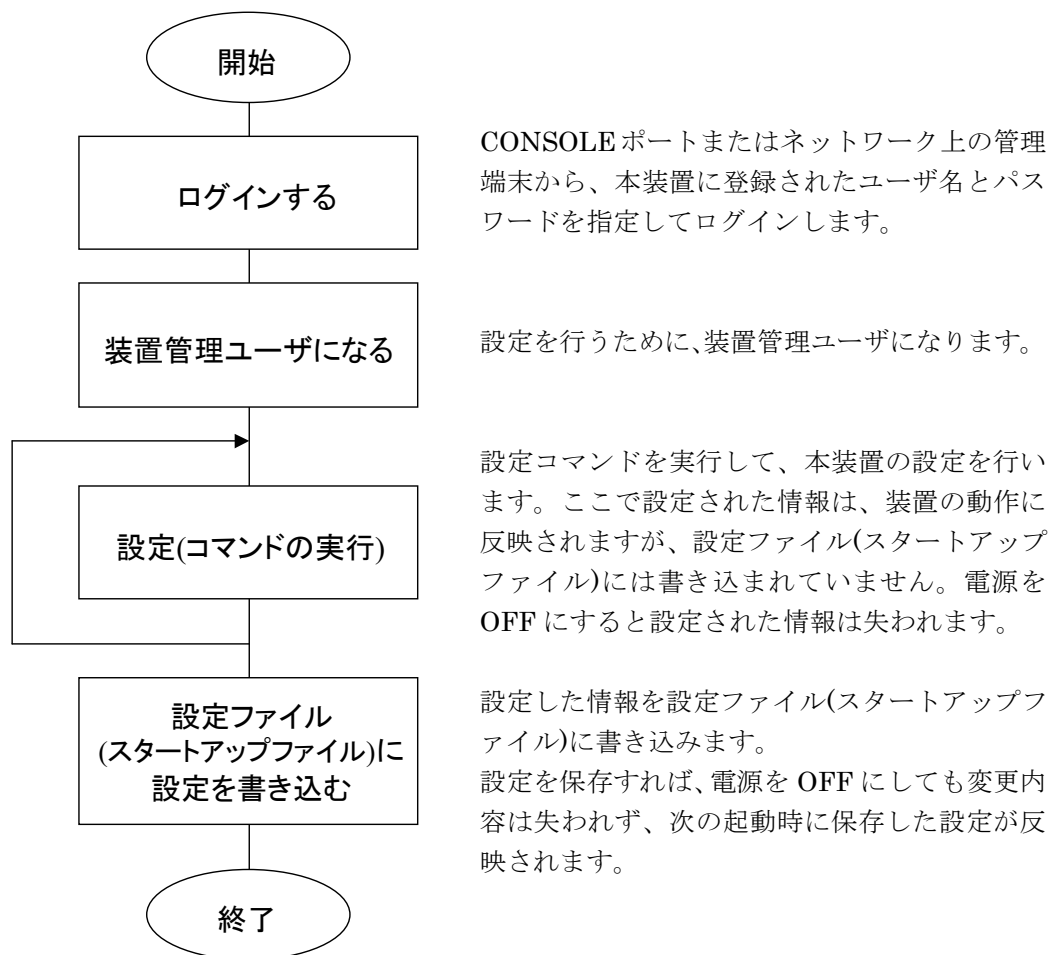 開始
ログインする
CONSOLEポートまたはネットワーク上の管理
端末から、本装置に登録されたユーザ名とパス
ワードを指定してログインします。
装置管理ユーザになる
設定を行うために、装置管理ユーザになります。
設定(コマンドの実行)
設定コマンドを実行して、本装置の設定を行い
ます。ここで設定された情報は、装置の動作に
反映されますが、設定ファイル(スタートアップ
ファイル)には書き込まれていません。電源を
OFF にすると設定された情報は失われます。
設定ファイル
(スタートアップファイル)に
設定を書き込む
設定した情報を設定ファイル(スタートアップフ
ァイル)に書き込みます。
設定を保存すれば、電源を OFF にしても変更内
容は失われず、次の起動時に保存した設定が反
映されます。
終了